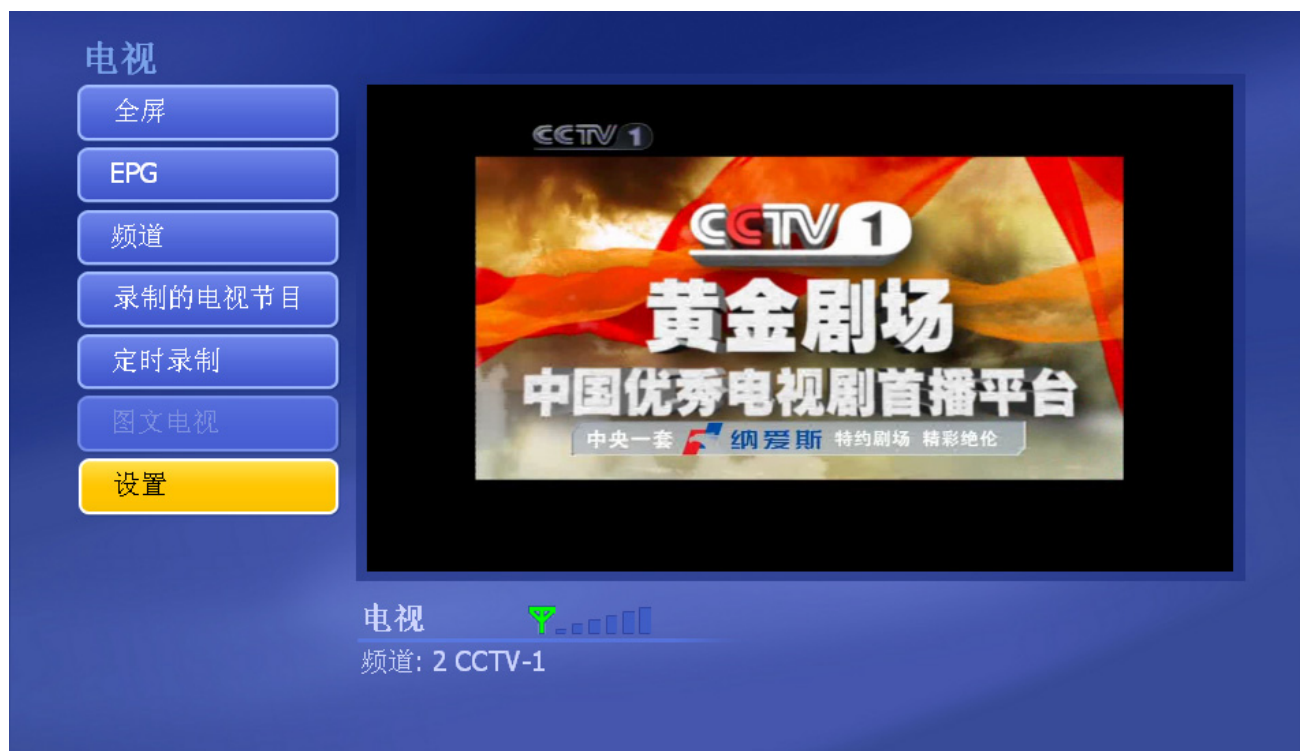 电视
全屏
EPG
频道
录制的电视节目
定时录制
图文电视
设置
CCTV 1
CCTV 1
黄金剧场
中国优秀电视剧首播平台
中央一套 纳爱斯 特约剧场 精彩绝伦
电视
频道: 2 CCTV-1